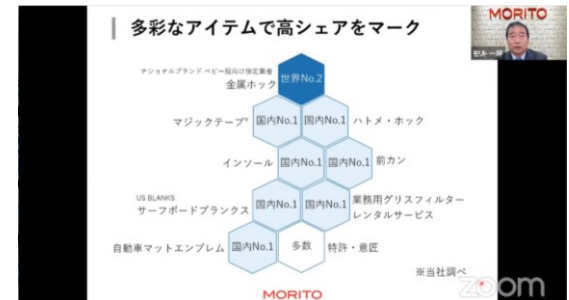 MORITO
多彩なアイテムで高シェアをマーク
ナショナルブランド ベビー服向け指定業者
金属ホック
世界No.2
マジックテープ®
国内No.1
国内No.1
ハトメ・ホック
インソール
国内No.1
国内No.1
前カン
US BLANKS
サーフボードブランクス
国内No.1
国内No.1
業務用グリスフィルター
レンタルサービス
自動車マットエンブレム
国内No.1
多数
特許・意匠
※当社調べ
MORITO
zoom